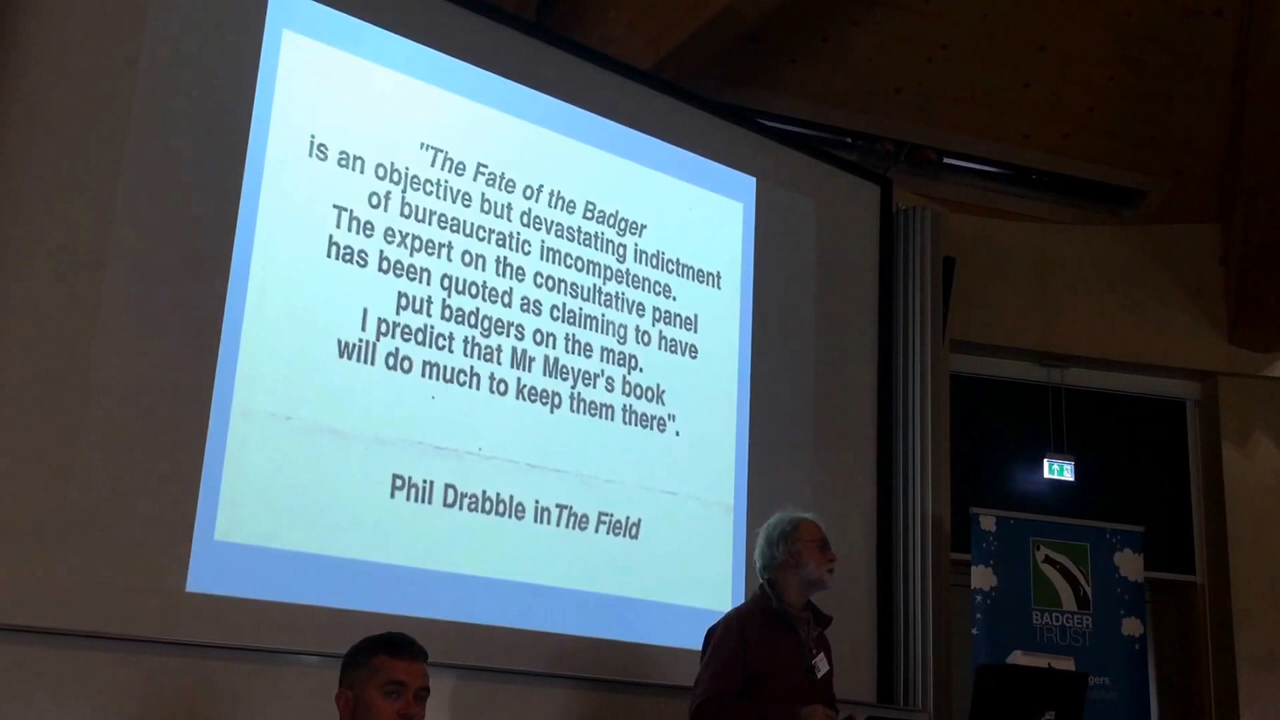 "The Fate of the Badger
is an objective but devastating indictment
of bureaucratic imcompetence.
The expert on the consultative panel
has been quoted as claiming to have
put badgers on the map.
I predict that Mr Meyer's book
will do much to keep them there".
Phil Drabble in The Field
BADGER
TRUST
gers